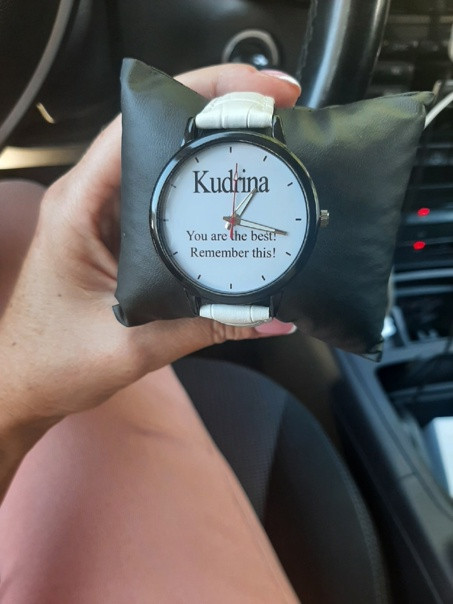 Kudrina
You are the best!
Remember this!